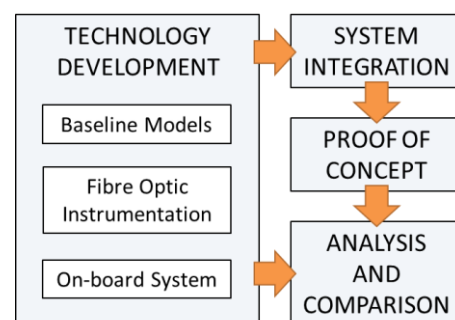 TECHNOLOGY
DEVELOPMENT
Baseline Models
Fibre Optic
Instrumentation
On-board System
SYSTEM
INTEGRATION
PROOF OF
CONCEPT
ANALYSIS
AND
COMPARISON